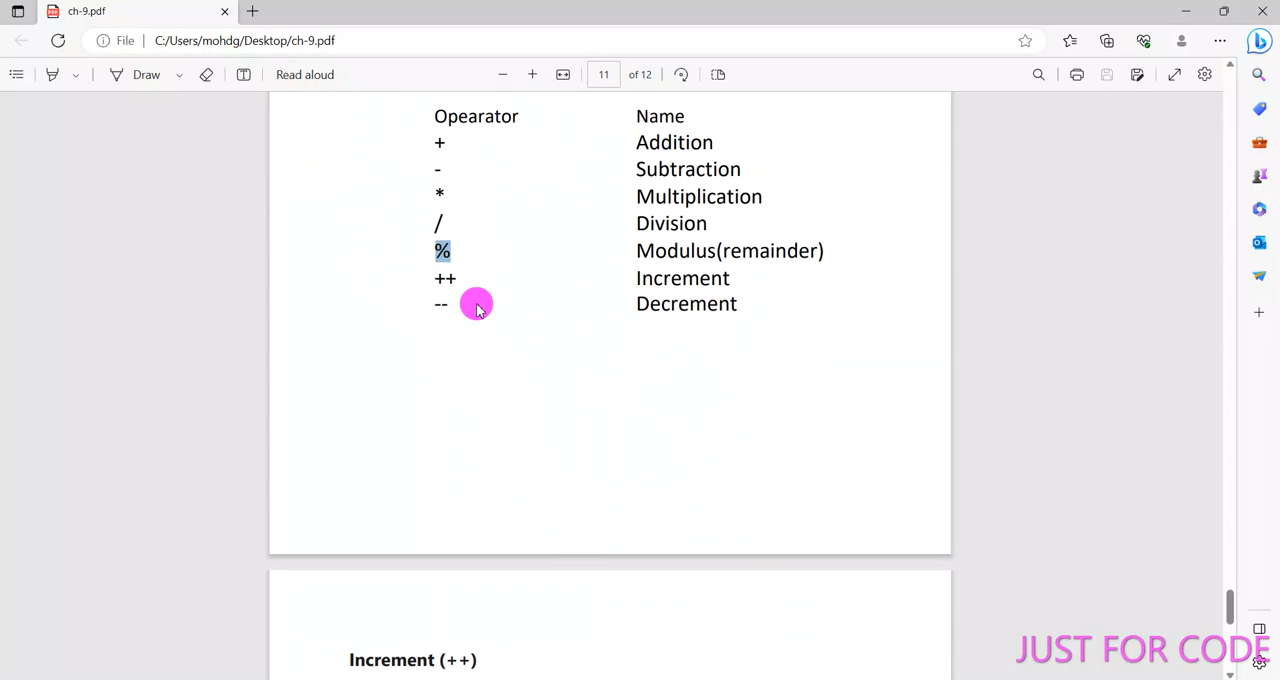 ch-9.pdf
File C:/Users/mohdg/Desktop/ch-9.pdf
Draw Read aloud 11 of 12
Opearator Name
+ Addition
- Subtraction
* Multiplication
/ Division
% Modulus(remainder)
++ Increment
-- Decrement
Increment (++)
JUST FOR CODE